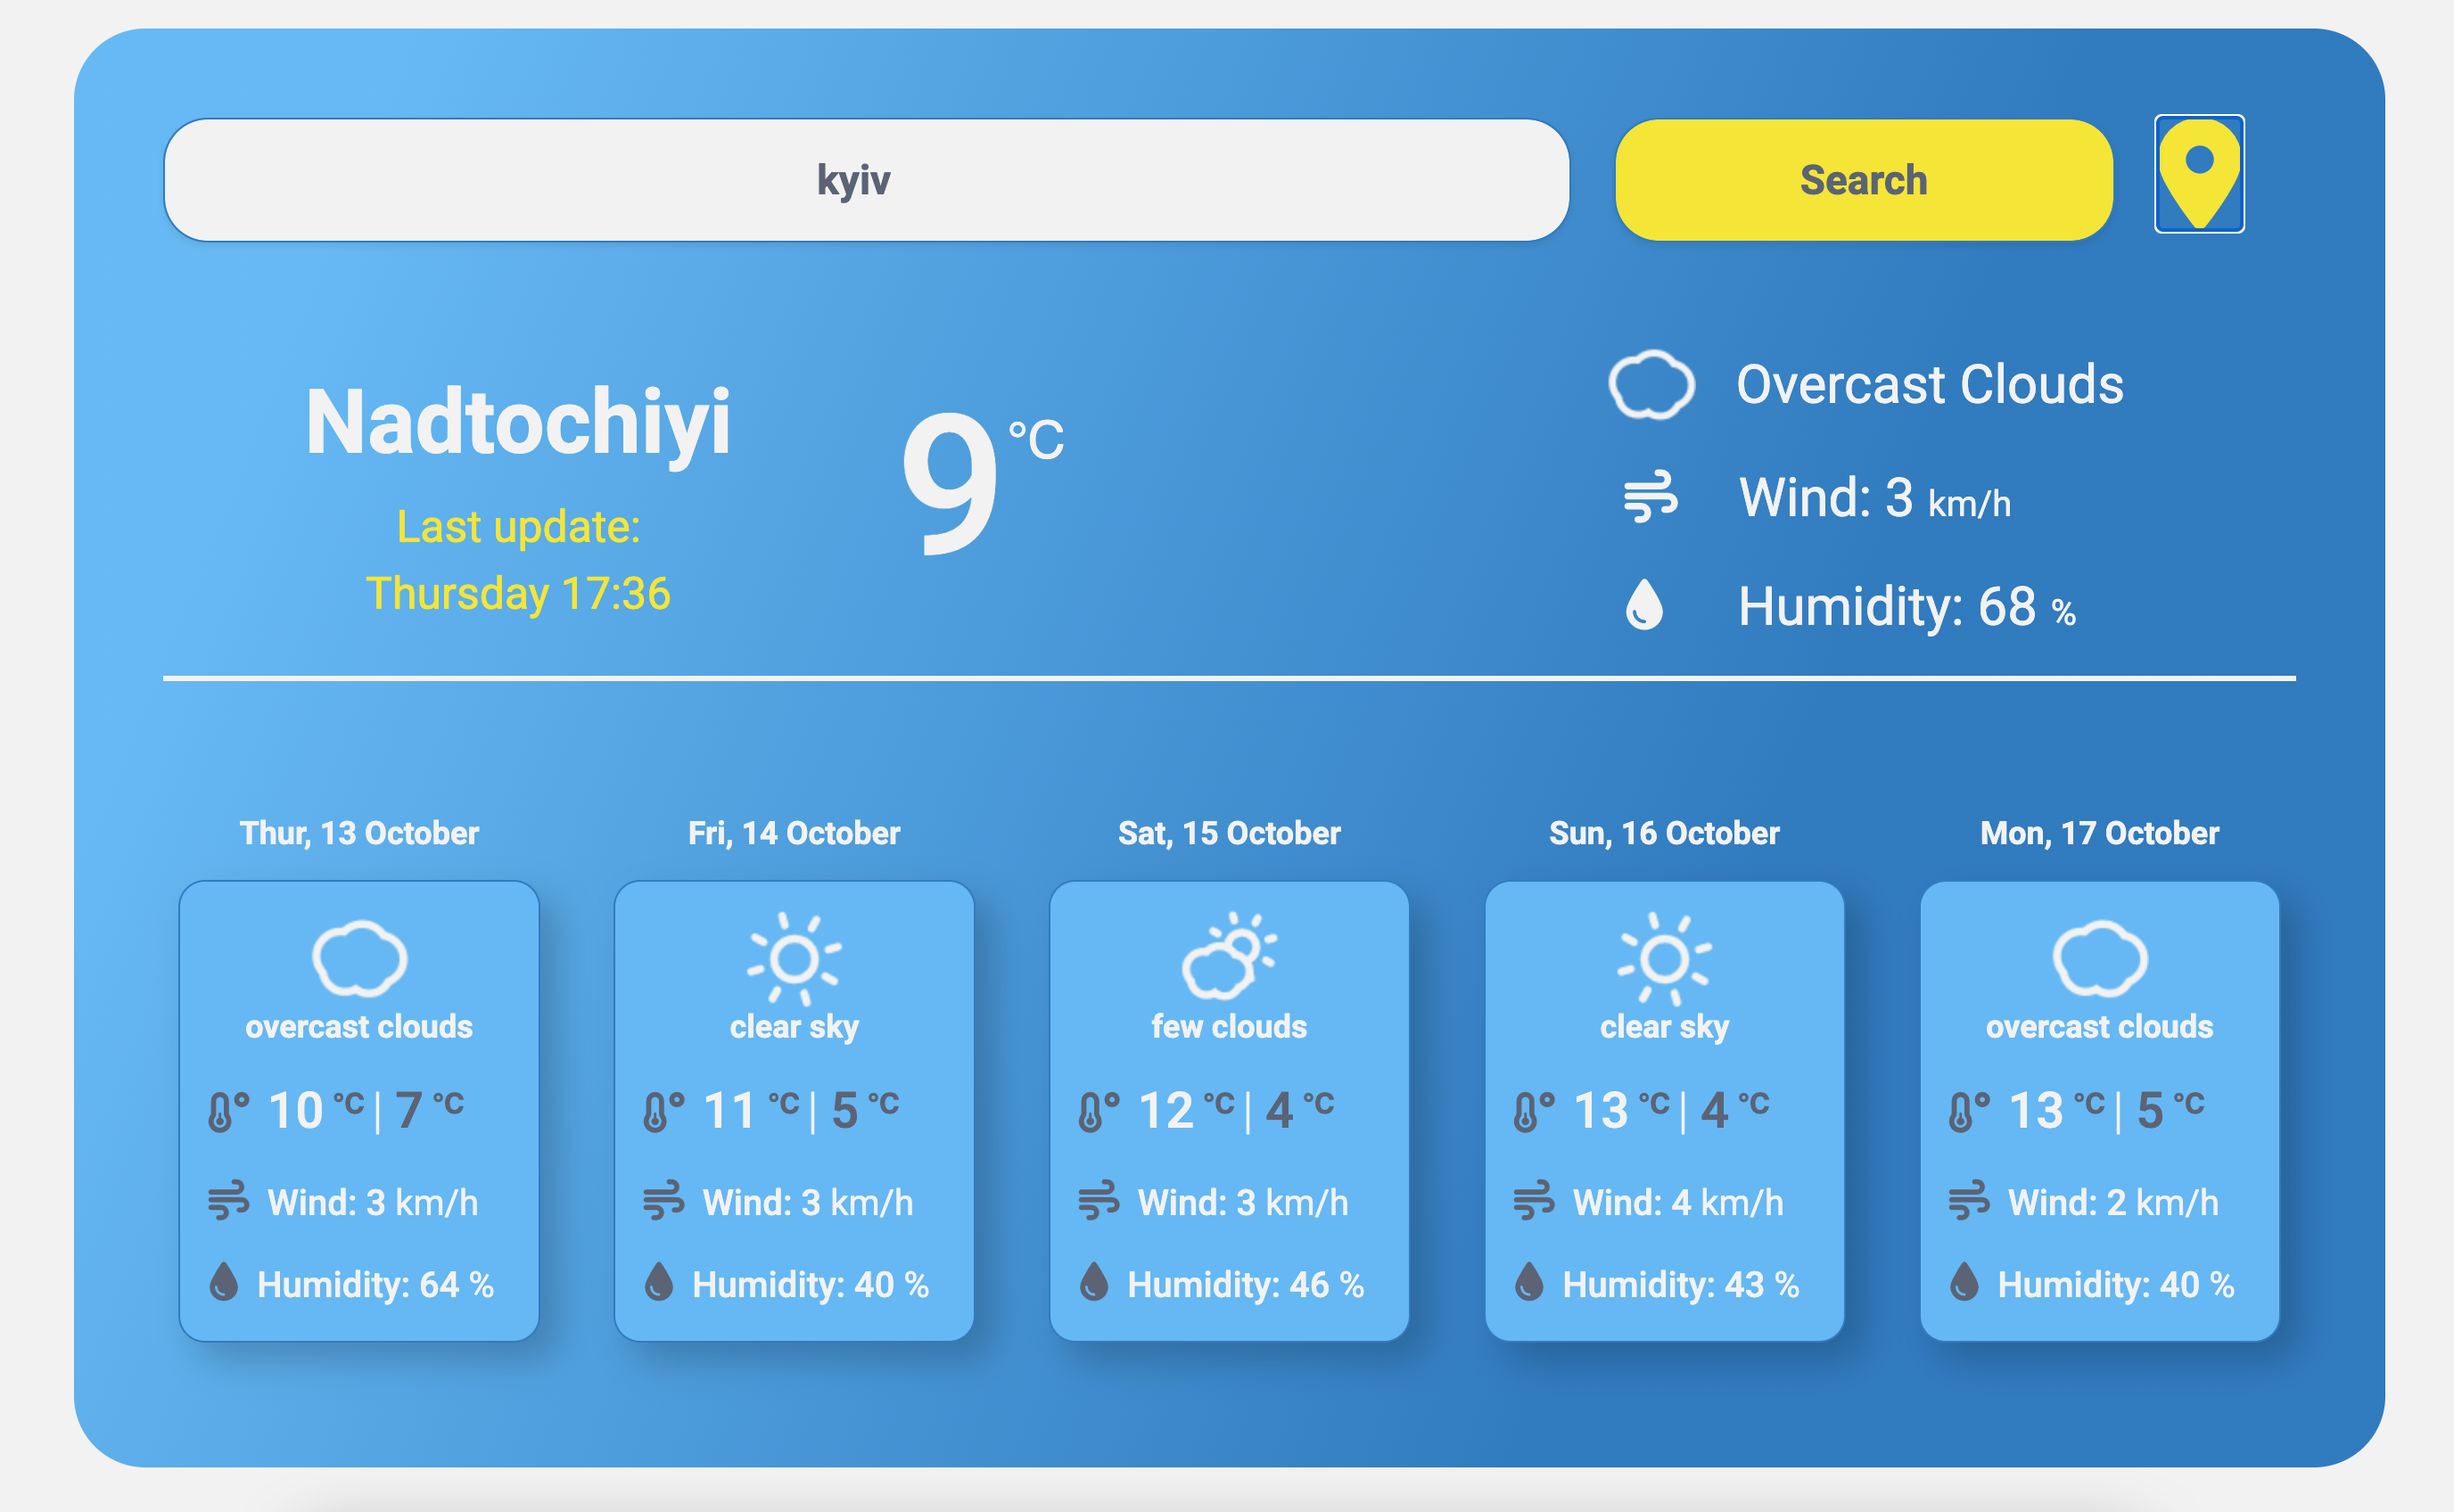 kyiv
Search
Nadtochiyi
Last update:
Thursday 17:36
9 °C
Overcast Clouds
Wind: 3 km/h
Humidity: 68 %
Thur, 13 October
overcast clouds
10 °C | 7 °C
Wind: 3 km/h
Humidity: 64 %
Fri, 14 October
clear sky
11 °C | 5 °C
Wind: 3 km/h
Humidity: 40 %
Sat, 15 October
few clouds
12 °C | 4 °C
Wind: 3 km/h
Humidity: 46 %
Sun, 16 October
clear sky
13 °C | 4 °C
Wind: 4 km/h
Humidity: 43 %
Mon, 17 October
overcast clouds
13 °C | 5 °C
Wind: 2 km/h
Humidity: 40 %